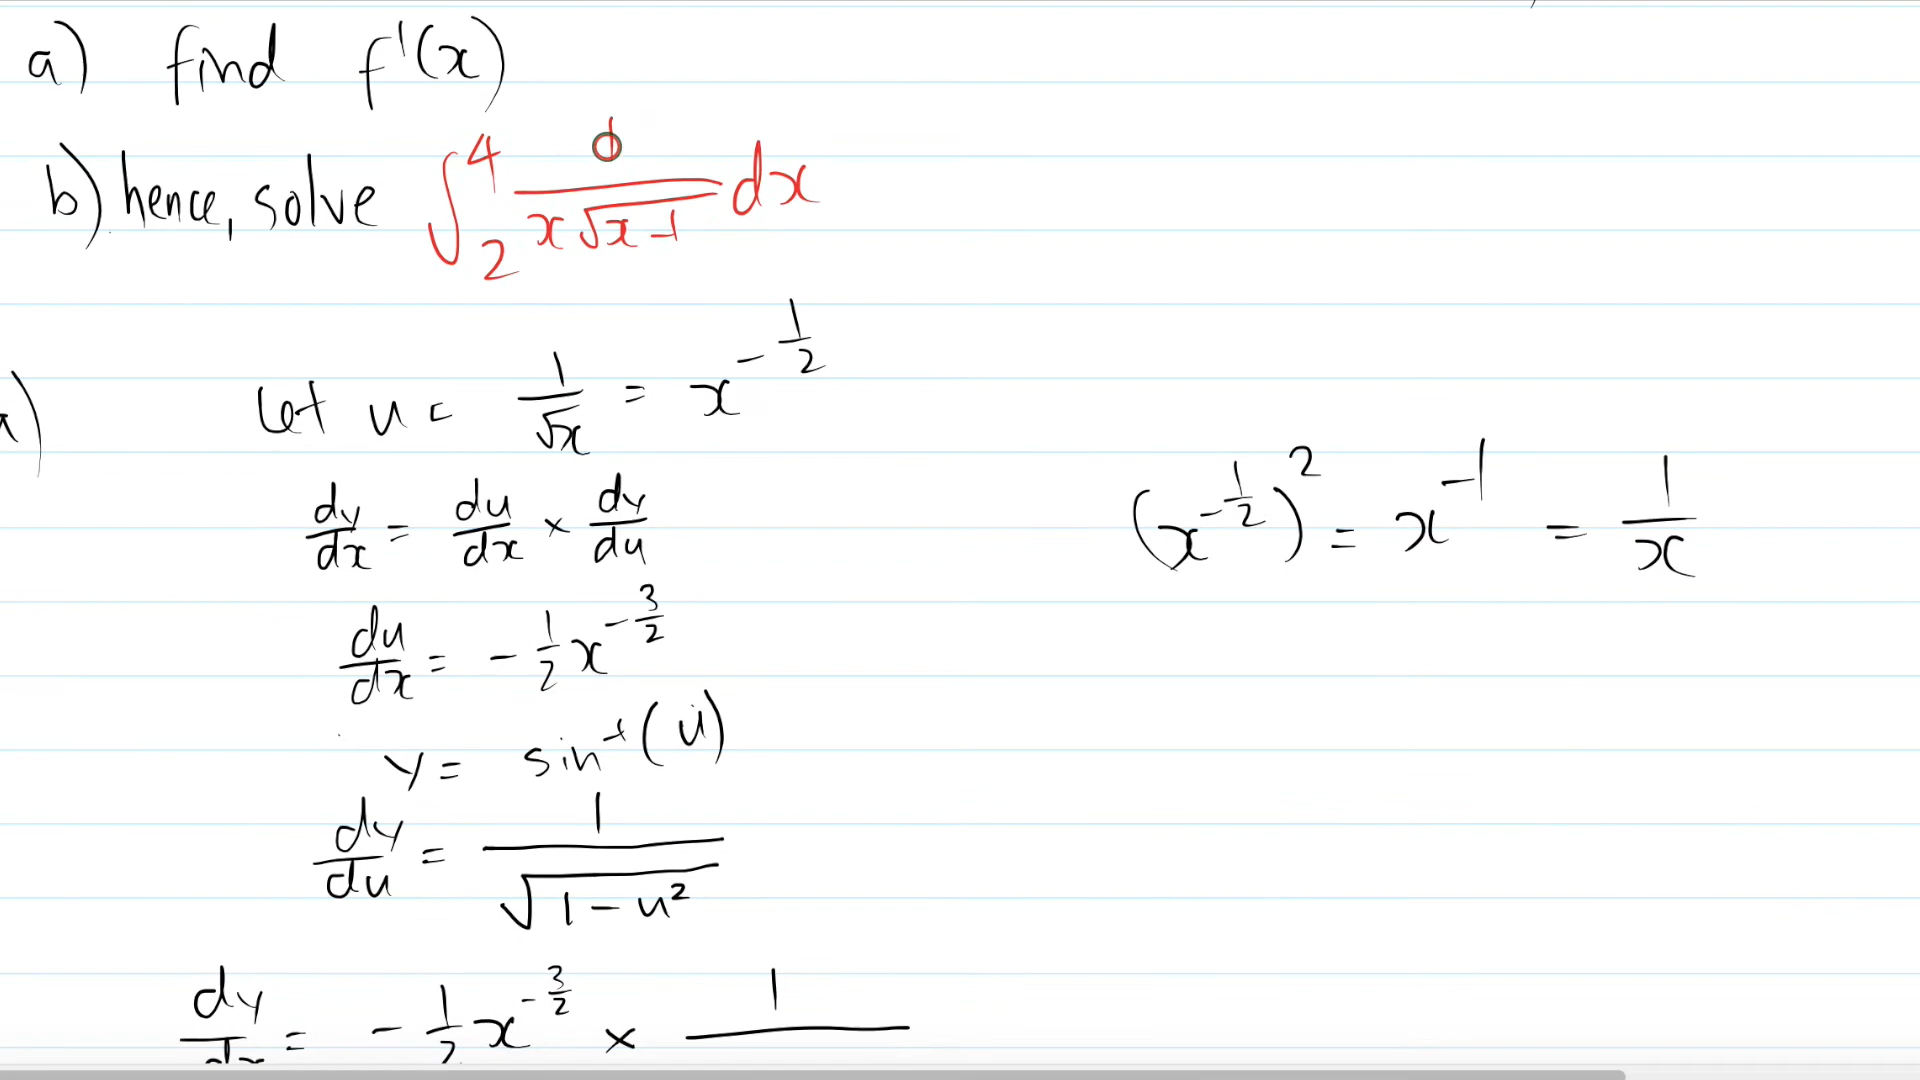 a) find f'(x)
b) hence, solve ∫₂⁴ 1/(x√(x-1)) dx
Let u = 1/√x = x^(-1/2)
dy/dx = du/dx × dy/du
(x^(-1/2))² = x^(-1) = 1/x
du/dx = -1/2 x^(-3/2)
y = sin⁻¹(u)
dy/du = 1/√(1-u²)
dy/dx = -1/2 x^(-3/2) × 1